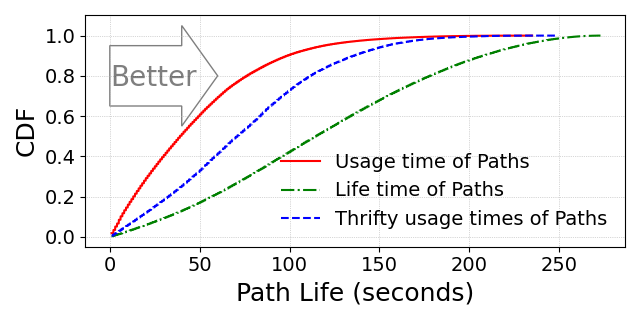 1.0
0.8
0.6
0.4
0.2
0.0
CDF
Better
Usage time of Paths
Life time of Paths
Thrifty usage times of Paths
0 50 100 150 200 250
Path Life (seconds)